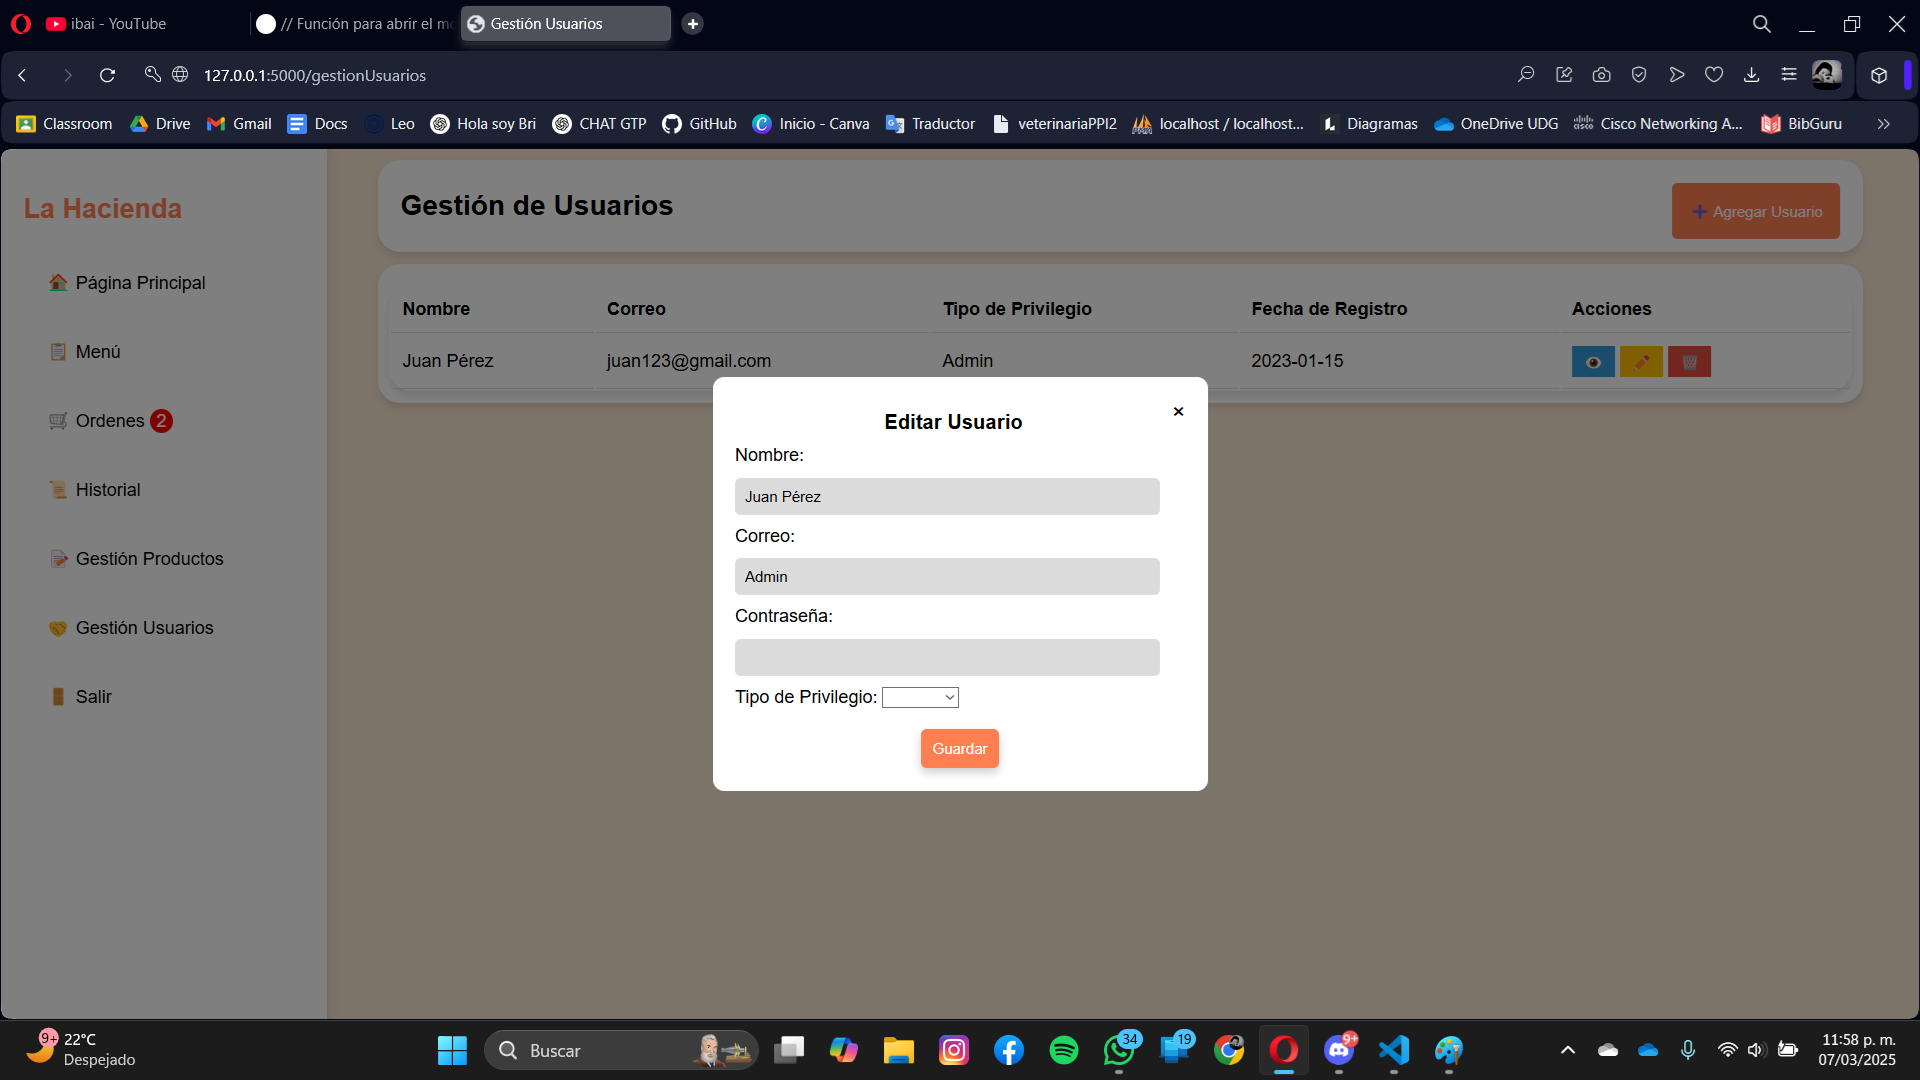 ibai - YouTube
// Función para abrir el mo
Gestión Usuarios
127.0.0.1:5000/gestionUsuarios
Classroom
Drive
Gmail
Docs
Leo
Hola soy Bri
CHAT GTP
GitHub
Inicio - Canva
Traductor
veterinariaPPI2
localhost / localhost...
Diagramas
OneDrive UDG
Cisco Networking A...
BibGuru
La Hacienda
Página Principal
Menú
Ordenes 2
Historial
Gestión Productos
Gestión Usuarios
Salir
Gestión de Usuarios
Agregar Usuario
Nombre Correo Tipo de Privilegio Fecha de Registro Acciones
Juan Pérez juan123@gmail.com Admin 2023-01-15
Editar Usuario
×
Nombre:
Juan Pérez
Correo:
Admin
Contraseña:
Tipo de Privilegio:
Guardar
9+
22°C
Despejado
Buscar
34
19
9+
11:58 p. m.
07/03/2025